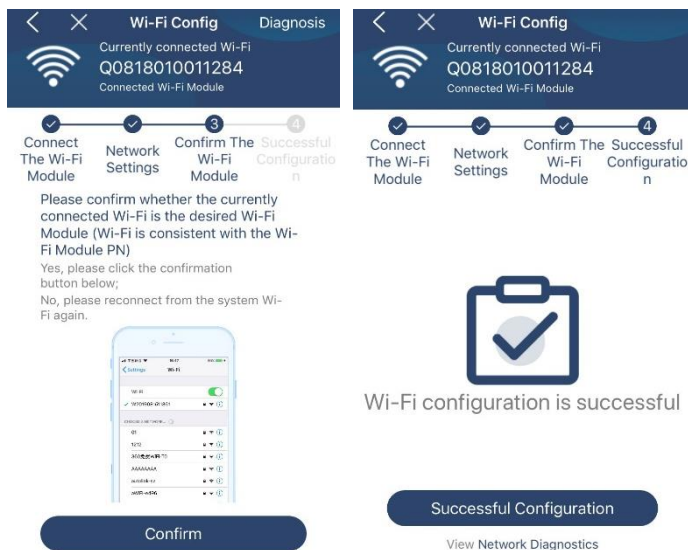 Wi-Fi Config
Diagnosis
Currently connected Wi-Fi
Q0818010011284
Connected Wi-Fi Module
3
4
Connect
The Wi-Fi
Module
Network
Settings
Confirm The
Wi-Fi
Module
Successful
Configuratio
n
Please confirm whether the currently
connected Wi-Fi is the desired Wi-Fi
Module (Wi-Fi is consistent with the Wi-
Fi Module PN)
Yes, please click the confirmation
button below;
No, please reconnect from the system Wi-
Fi again.
Settings
Wi-Fi
Wi-Fi
01
1212
AAAAAAAA
Confirm
Wi-Fi Config
Currently connected Wi-Fi
Q0818010011284
Connected Wi-Fi Module
4
Connect
The Wi-Fi
Module
Network
Settings
Confirm The
Wi-Fi
Module
Successful
Configuratio
n
Wi-Fi configuration is successful
Successful Configuration
View Network Diagnostics